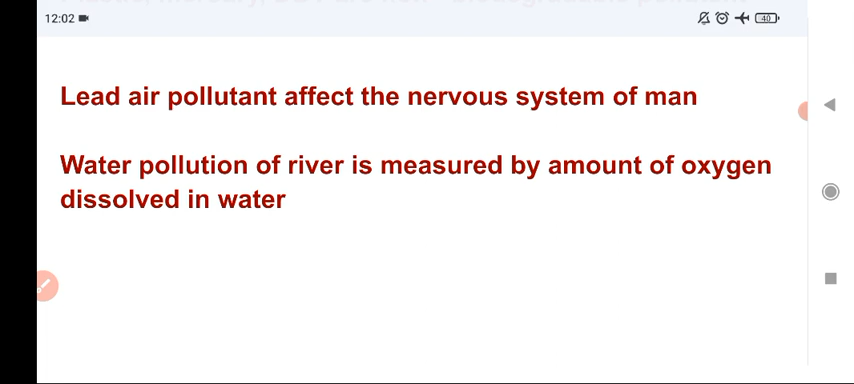 12:02
40
Lead air pollutant affect the nervous system of man
Water pollution of river is measured by amount of oxygen
dissolved in water